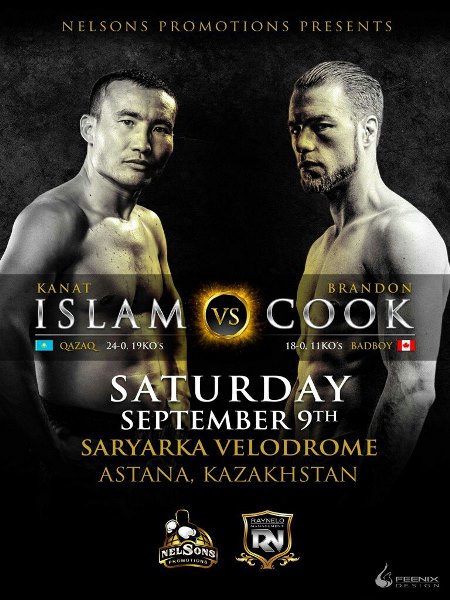 NELSONS PROMOTIONS PRESENTS
KANAT
BRANDON
ISLAM VS COOK
QAZAQ 24-0, 19KO's
18-0, 11KO's BADBOY
SATURDAY
SEPTEMBER 9TH
SARYARKA VELODROME
ASTANA, KAZAKHSTAN
NELSONS
PROMOTIONS
RAYNELO
MANAGEMENT
RN
FEENIX
DESIGN